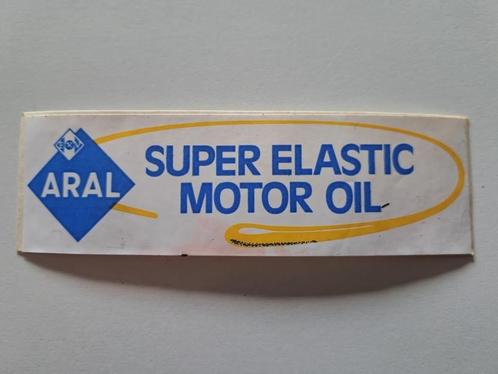 ARAL
SUPER ELASTIC
MOTOR OIL